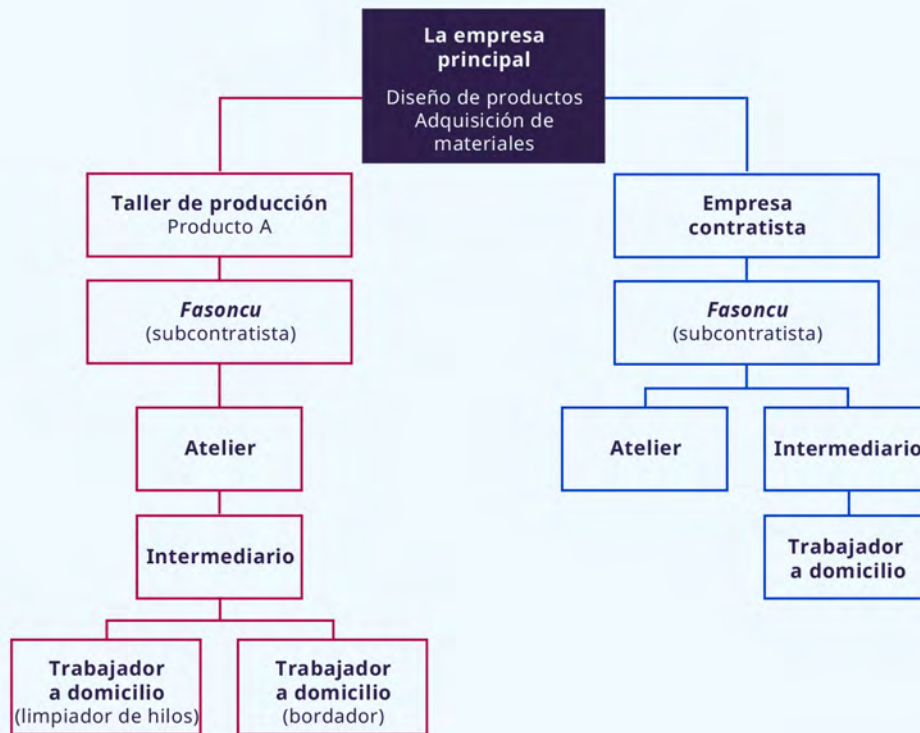 La empresa
principal
Diseño de productos
Adquisición de
materiales
Taller de producción
Producto A
Empresa
contratista
Fasoncu
(subcontratista)
Fasoncu
(subcontratista)
Atelier
Atelier
Intermediario
Intermediario
Trabajador
a domicilio
Trabajador
a domicilio
(limpiador de hilos)
Trabajador
a domicilio
(bordador)